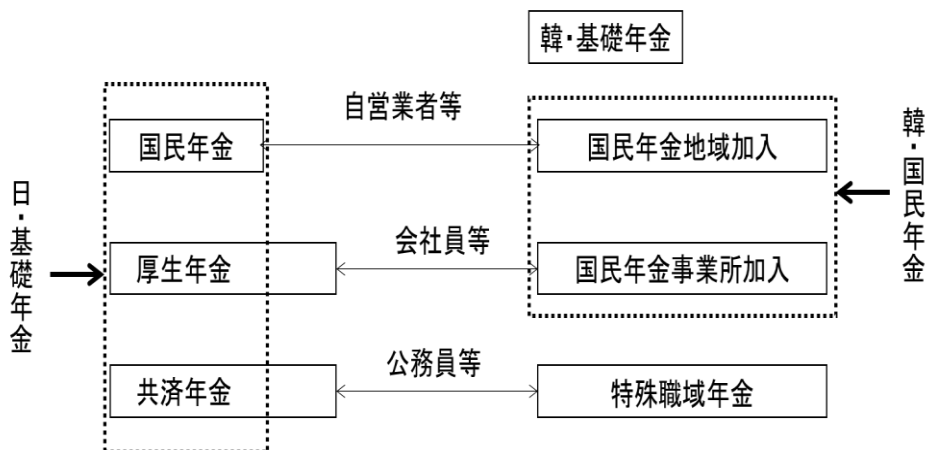 韓・基礎年金
自営業者等
国民年金
国民年金地域加入
韓・国民年金
日・基礎年金
会社員等
厚生年金
国民年金事業所加入
公務員等
共済年金
特殊職域年金